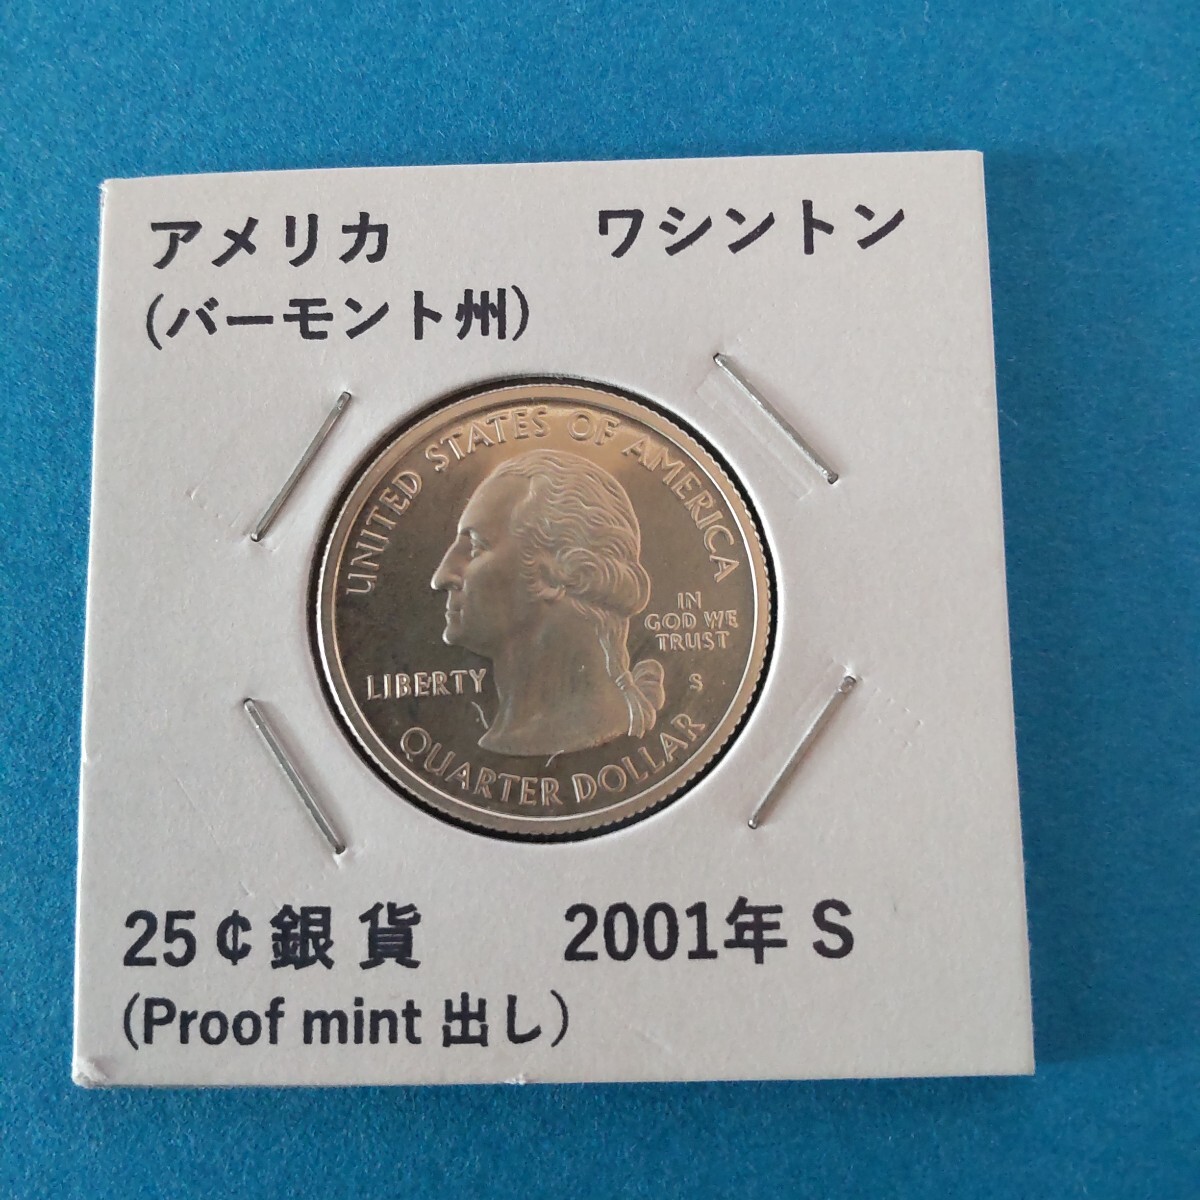 アメリカ ワシントン
(バーモント州)
UNITED STATES OF AMERICA
IN
GOD WE
TRUST
LIBERTY
S
QUARTER DOLLAR
25¢銀貨 2001年 S
(Proof mint 出し)